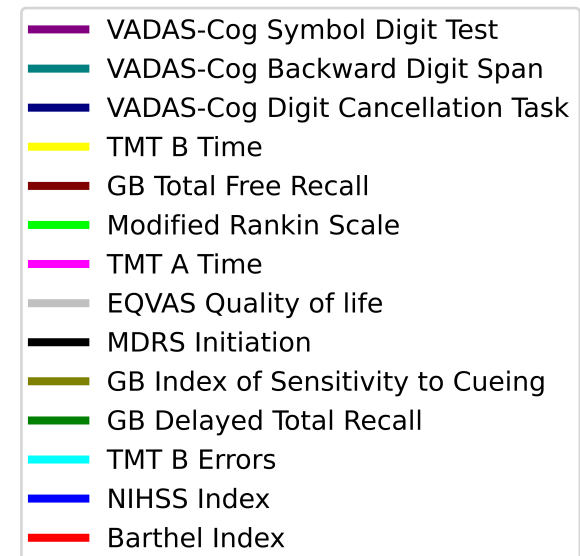 VADAS-Cog Symbol Digit Test
VADAS-Cog Backward Digit Span
VADAS-Cog Digit Cancellation Task
TMT B Time
GB Total Free Recall
Modified Rankin Scale
TMT A Time
EQVAS Quality of life
MDRS Initiation
GB Index of Sensitivity to Cueing
GB Delayed Total Recall
TMT B Errors
NIHSS Index
Barthel Index